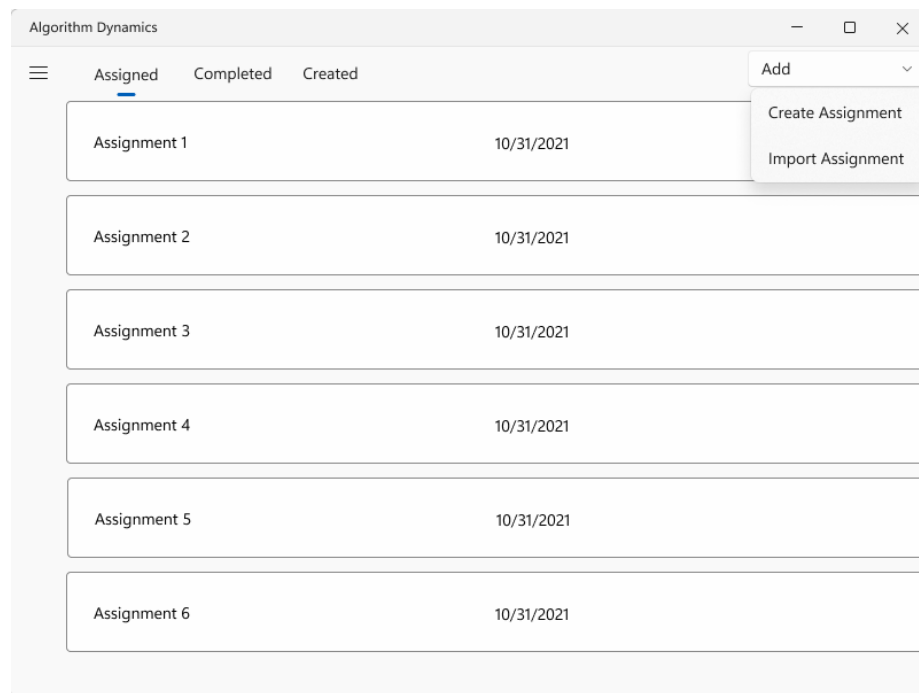 Algorithm Dynamics
Assigned Completed Created Add
Create Assignment
Assignment 1 10/31/2021
Import Assignment
Assignment 2 10/31/2021
Assignment 3 10/31/2021
Assignment 4 10/31/2021
Assignment 5 10/31/2021
Assignment 6 10/31/2021